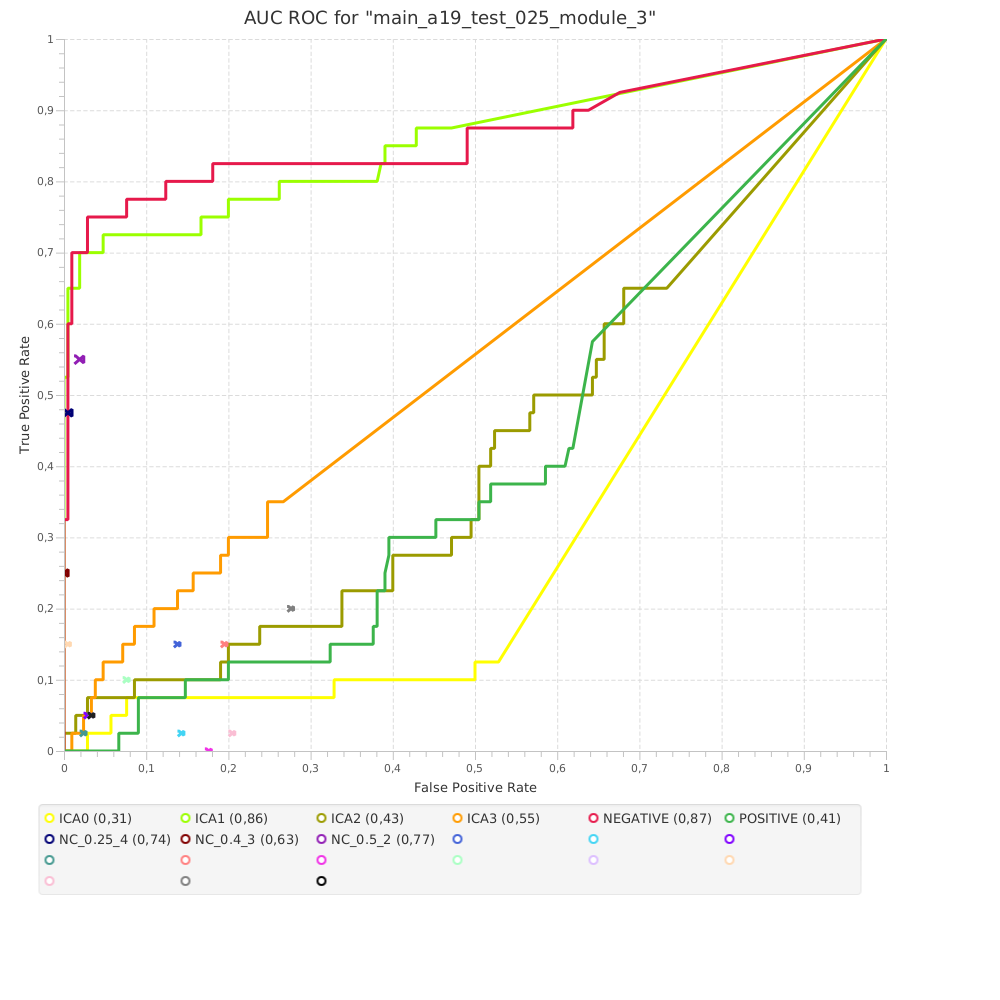 AUC ROC for "main_a19_test_025_module_3"
1
0,9
0,8
0,7
0,6
0,5
0,4
0,3
0,2
0,1
0
True Positive Rate
0 0,1 0,2 0,3 0,4 0,5 0,6 0,7 0,8 0,9 1
False Positive Rate
ICA0 (0,31) ICA1 (0,86) ICA2 (0,43) ICA3 (0,55) NEGATIVE (0,87) POSITIVE (0,41)
NC_0.25_4 (0,74) NC_0.4_3 (0,63) NC_0.5_2 (0,77)